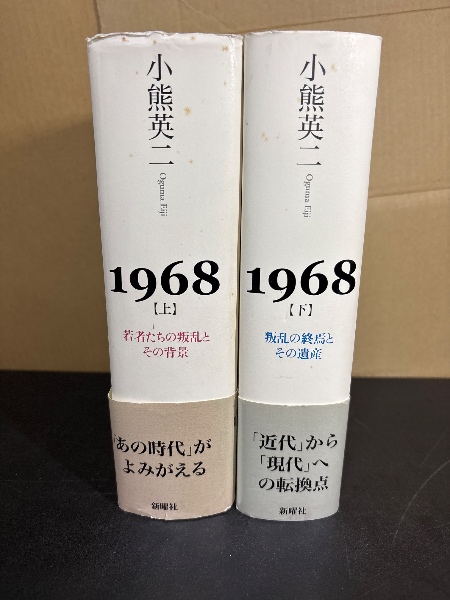 小熊英二
Oguma Eiji
1968
【上】
若者たちの叛乱と
その背景
「あの時代」が
よみがえる
新曜社
小熊英二
Oguma Eiji
1968
【下】
叛乱の終焉と
その遺産
「近代」から
「現代」へ
の転換点
新曜社